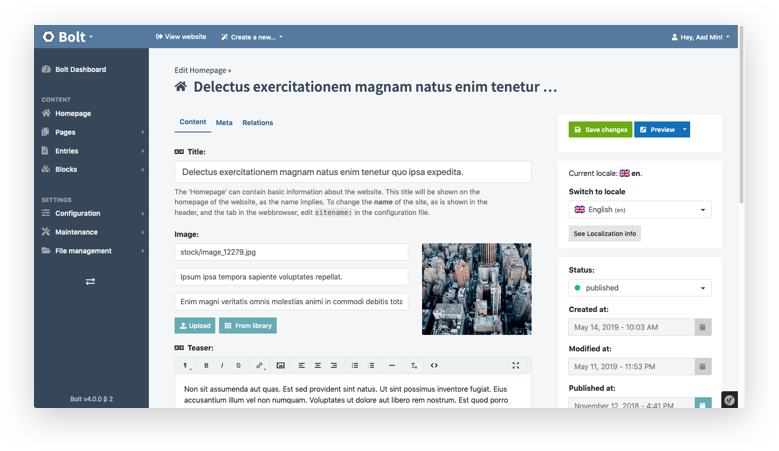 Bolt
View website
Create a new...
Hey, Aad Min!
Bolt Dashboard
CONTENT
Homepage
Pages
Entries
Blocks
SETTINGS
Configuration
Maintenance
File management
Bolt v4.0.0 β 2
Edit Homepage »
Delectus exercitationem magnam natus enim tenetur …
Content Meta Relations
Title:
Delectus exercitationem magnam natus enim tenetur quo ipsa expedita.
The 'Homepage' can contain basic information about the website. This title will be shown on the
homepage of the website, as the name implies. To change the name of the site, as is shown in the
header, and the tab in the webbrowser, edit sitename: in the configuration file.
Image:
stock/image_12279.jpg
Ipsum ipsa tempora sapiente voluptates repellat.
Enim magni veritatis omnis molestias animi in commodi debitis tota
Upload From library
Teaser:
Non sit assumenda aut quas. Est sed provident sint natus. Ut sint possimus inventore fugiat. Eius
accusantium illum vel non numquam. Voluptates ut dolore aut libero rem nostrum. Est quod porro
Save changes Preview
Current locale: en.
Switch to locale
English (en)
See Localization info
Status:
published
Created at:
May 14, 2019 - 10:03 AM
Modified at:
May 11, 2019 - 11:53 PM
Published at:
November 12, 2018 - 4:41 PM